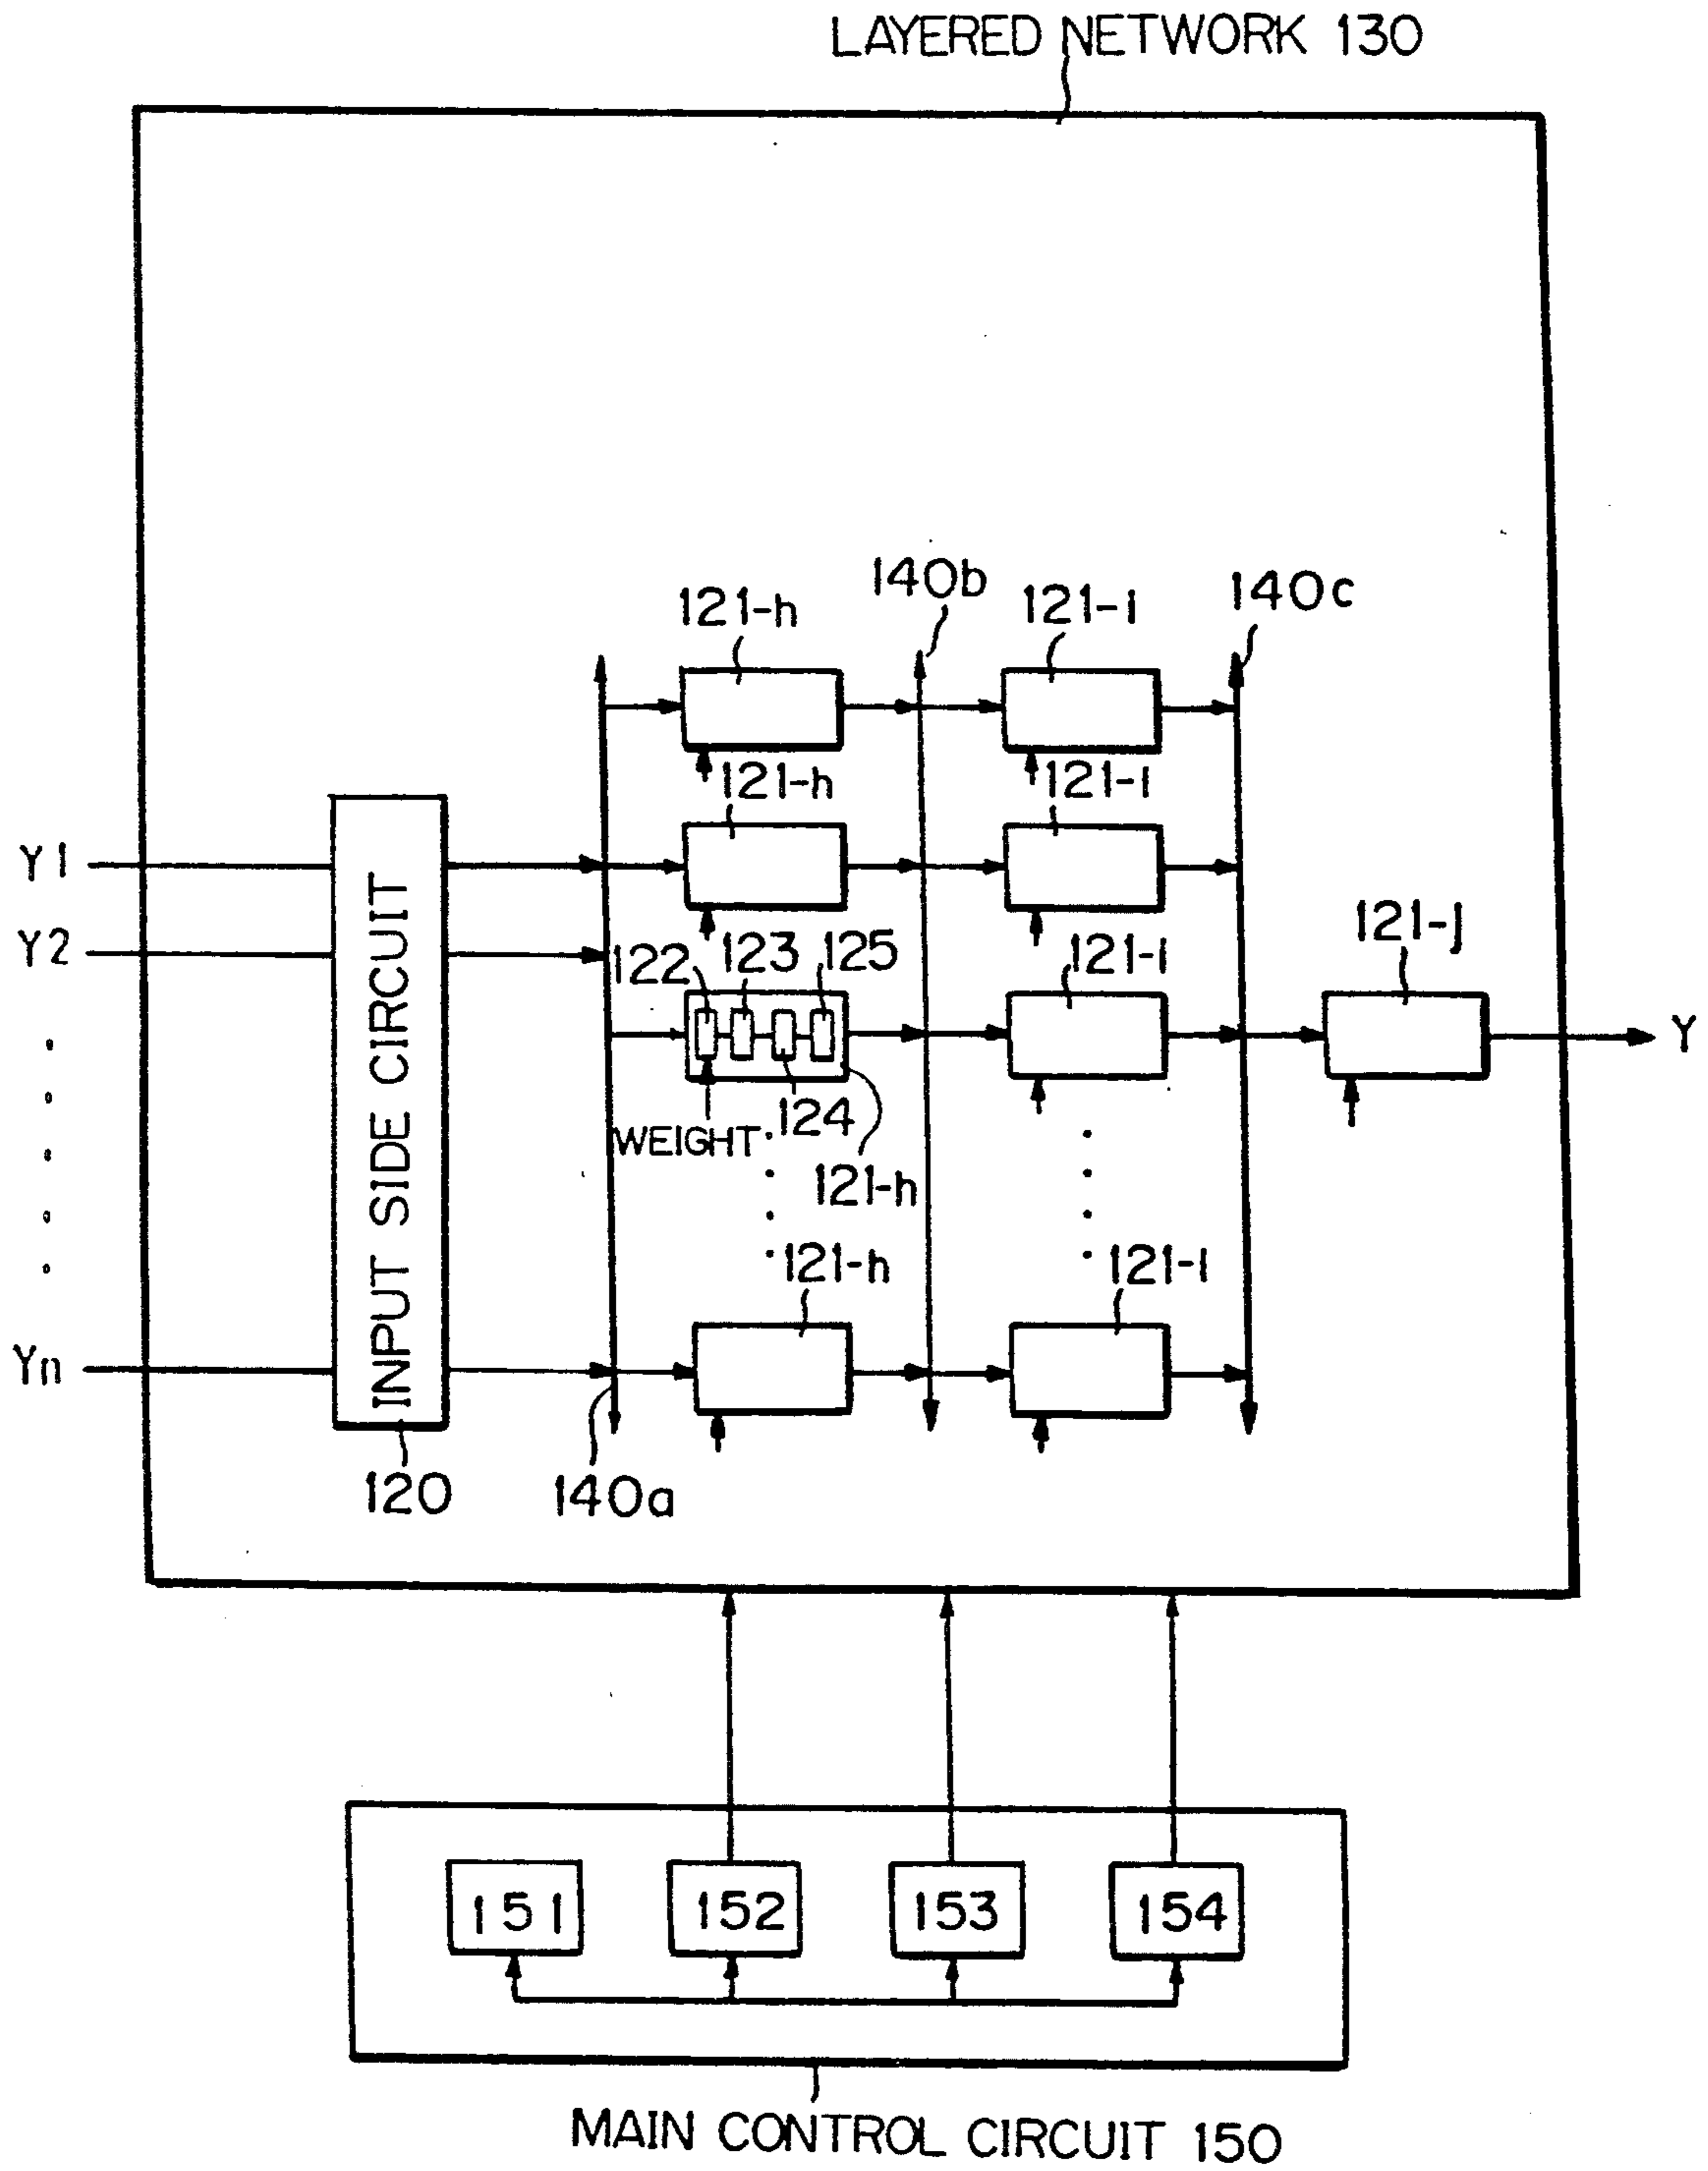 LAYERED NETWORK 130
140b
121-h
121-i
140c
121-h
121-i
Y1
121-j
Y2
122
123
125
121-i
INPUT SIDE CIRCUIT
Y
WEIGHT
124
121-h
121-h
121-i
Yn
120
140a
151
152
153
154
MAIN CONTROL CIRCUIT 150